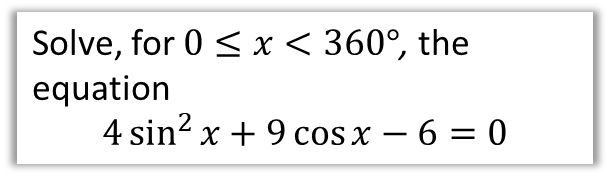 Solve, for 0 ≤ x < 360°, the
equation
4 sin² x + 9 cos x − 6 = 0